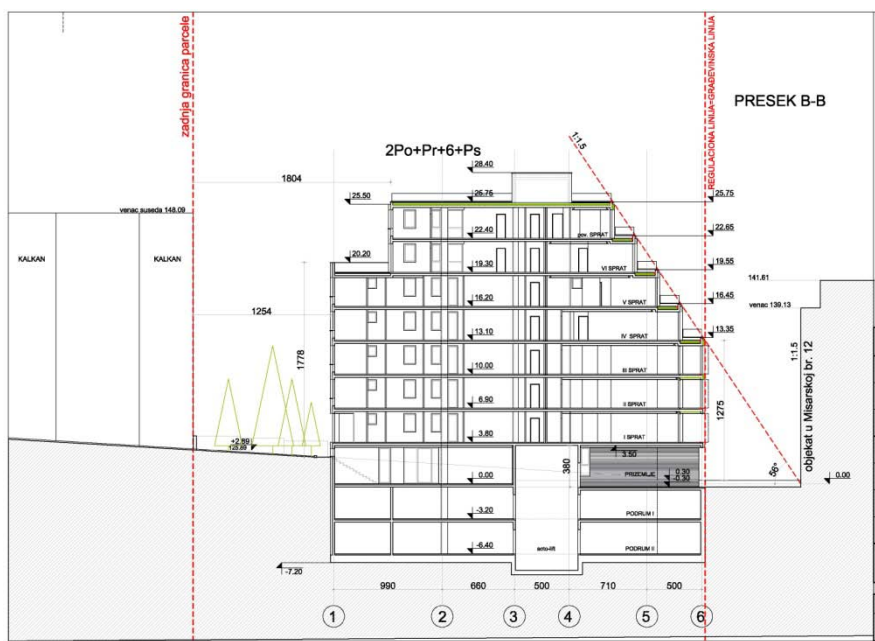 zadnja granica parcele
REGULACIONA LINIJA=GRAĐEVINSKA LINIJA
PRESEK B-B
1:1.5
2Po+Pr+6+Ps
28.40
1804
25.50
26.75
25.75
venac suseda 148.09
22.40
pov. SPRAT
22.65
KALKAN
KALKAN
20.20
19.30
VI SPRAT
19.55
141.61
16.20
V SPRAT
16.45
venac 139.13
1254
13.10
IV SPRAT
13.35
1778
10.00
III SPRAT
1:1.5
objekat u Misarskoj br. 12
6.90
II SPRAT
1275
+2.89
125.89
3.80
I SPRAT
3.50
380
0.00
PRIZEMLJE
0.30
-0.30
56°
0.00
-3.20
PODRUM I
-6.40
PODRUM II
-7.20
990
660
500
710
500
1
2
3
4
5
6